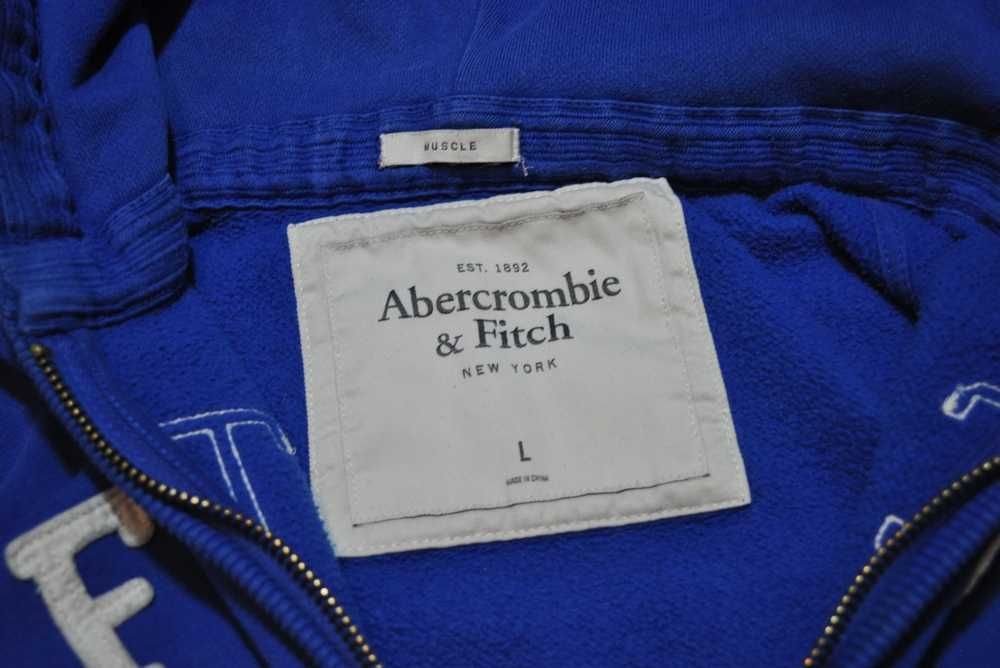 MUSCLE
EST. 1892
Abercrombie
& Fitch
NEW YORK
L
MADE IN CHINA
E